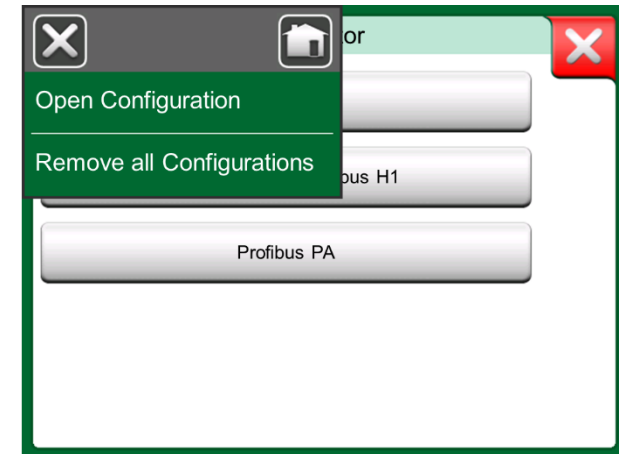 or
Open Configuration
Remove all Configurations
bus H1
Profibus PA